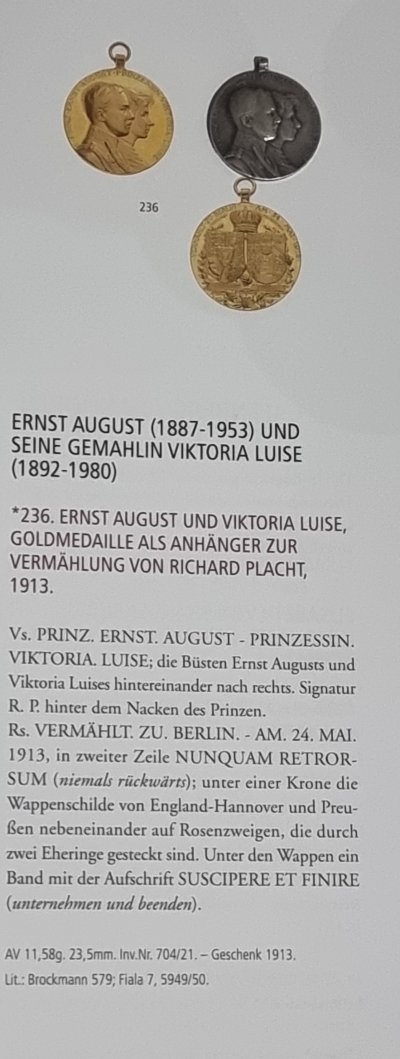 236
ERNST AUGUST (1887-1953) UND
SEINE GEMAHLIN VIKTORIA LUISE
(1892-1980)
*236. ERNST AUGUST UND VIKTORIA LUISE,
GOLDMEDAILLE ALS ANHÄNGER ZUR
VERMÄHLUNG VON RICHARD PLACHT,
1913.
Vs. PRINZ. ERNST. AUGUST - PRINZESSIN.
VIKTORIA. LUISE; die Büsten Ernst Augusts und
Viktoria Luises hintereinander nach rechts. Signatur
R. P. hinter dem Nacken des Prinzen.
Rs. VERMÄHLT. ZU. BERLIN. - AM. 24. MAI.
1913, in zweiter Zeile NUNQUAM RETROR-
SUM (niemals rückwärts); unter einer Krone die
Wappenschilde von England-Hannover und Preu-
ßen nebeneinander auf Rosenzweigen, die durch
zwei Eheringe gesteckt sind. Unter den Wappen ein
Band mit der Aufschrift SUSCIPERE ET FINIRE
(unternehmen und beenden).
AV 11,58g. 23,5mm. Inv.Nr. 704/21. – Geschenk 1913.
Lit.: Brockmann 579; Fiala 7, 5949/50.